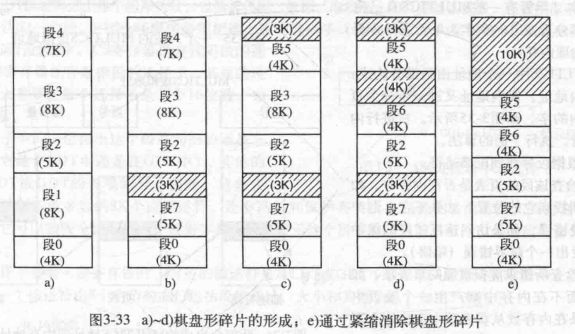 段4
(7K)
段3
(8K)
段2
(5K)
段1
(8K)
段0
(4K)
a)
段4
(7K)
段3
(8K)
段2
(5K)
(3K)
段7
(5K)
段0
(4K)
b)
(3K)
段5
(4K)
段3
(8K)
段2
(5K)
(3K)
段7
(5K)
段0
(4K)
c)
(3K)
段5
(4K)
(4K)
段6
(4K)
段2
(5K)
(3K)
段7
(5K)
段0
(4K)
d)
(10K)
段5
(4K)
段6
(4K)
段2
(5K)
段7
(5K)
段0
(4K)
e)
图3-33 a)~d)棋盘形碎片的形成；e)通过紧缩消除棋盘形碎片